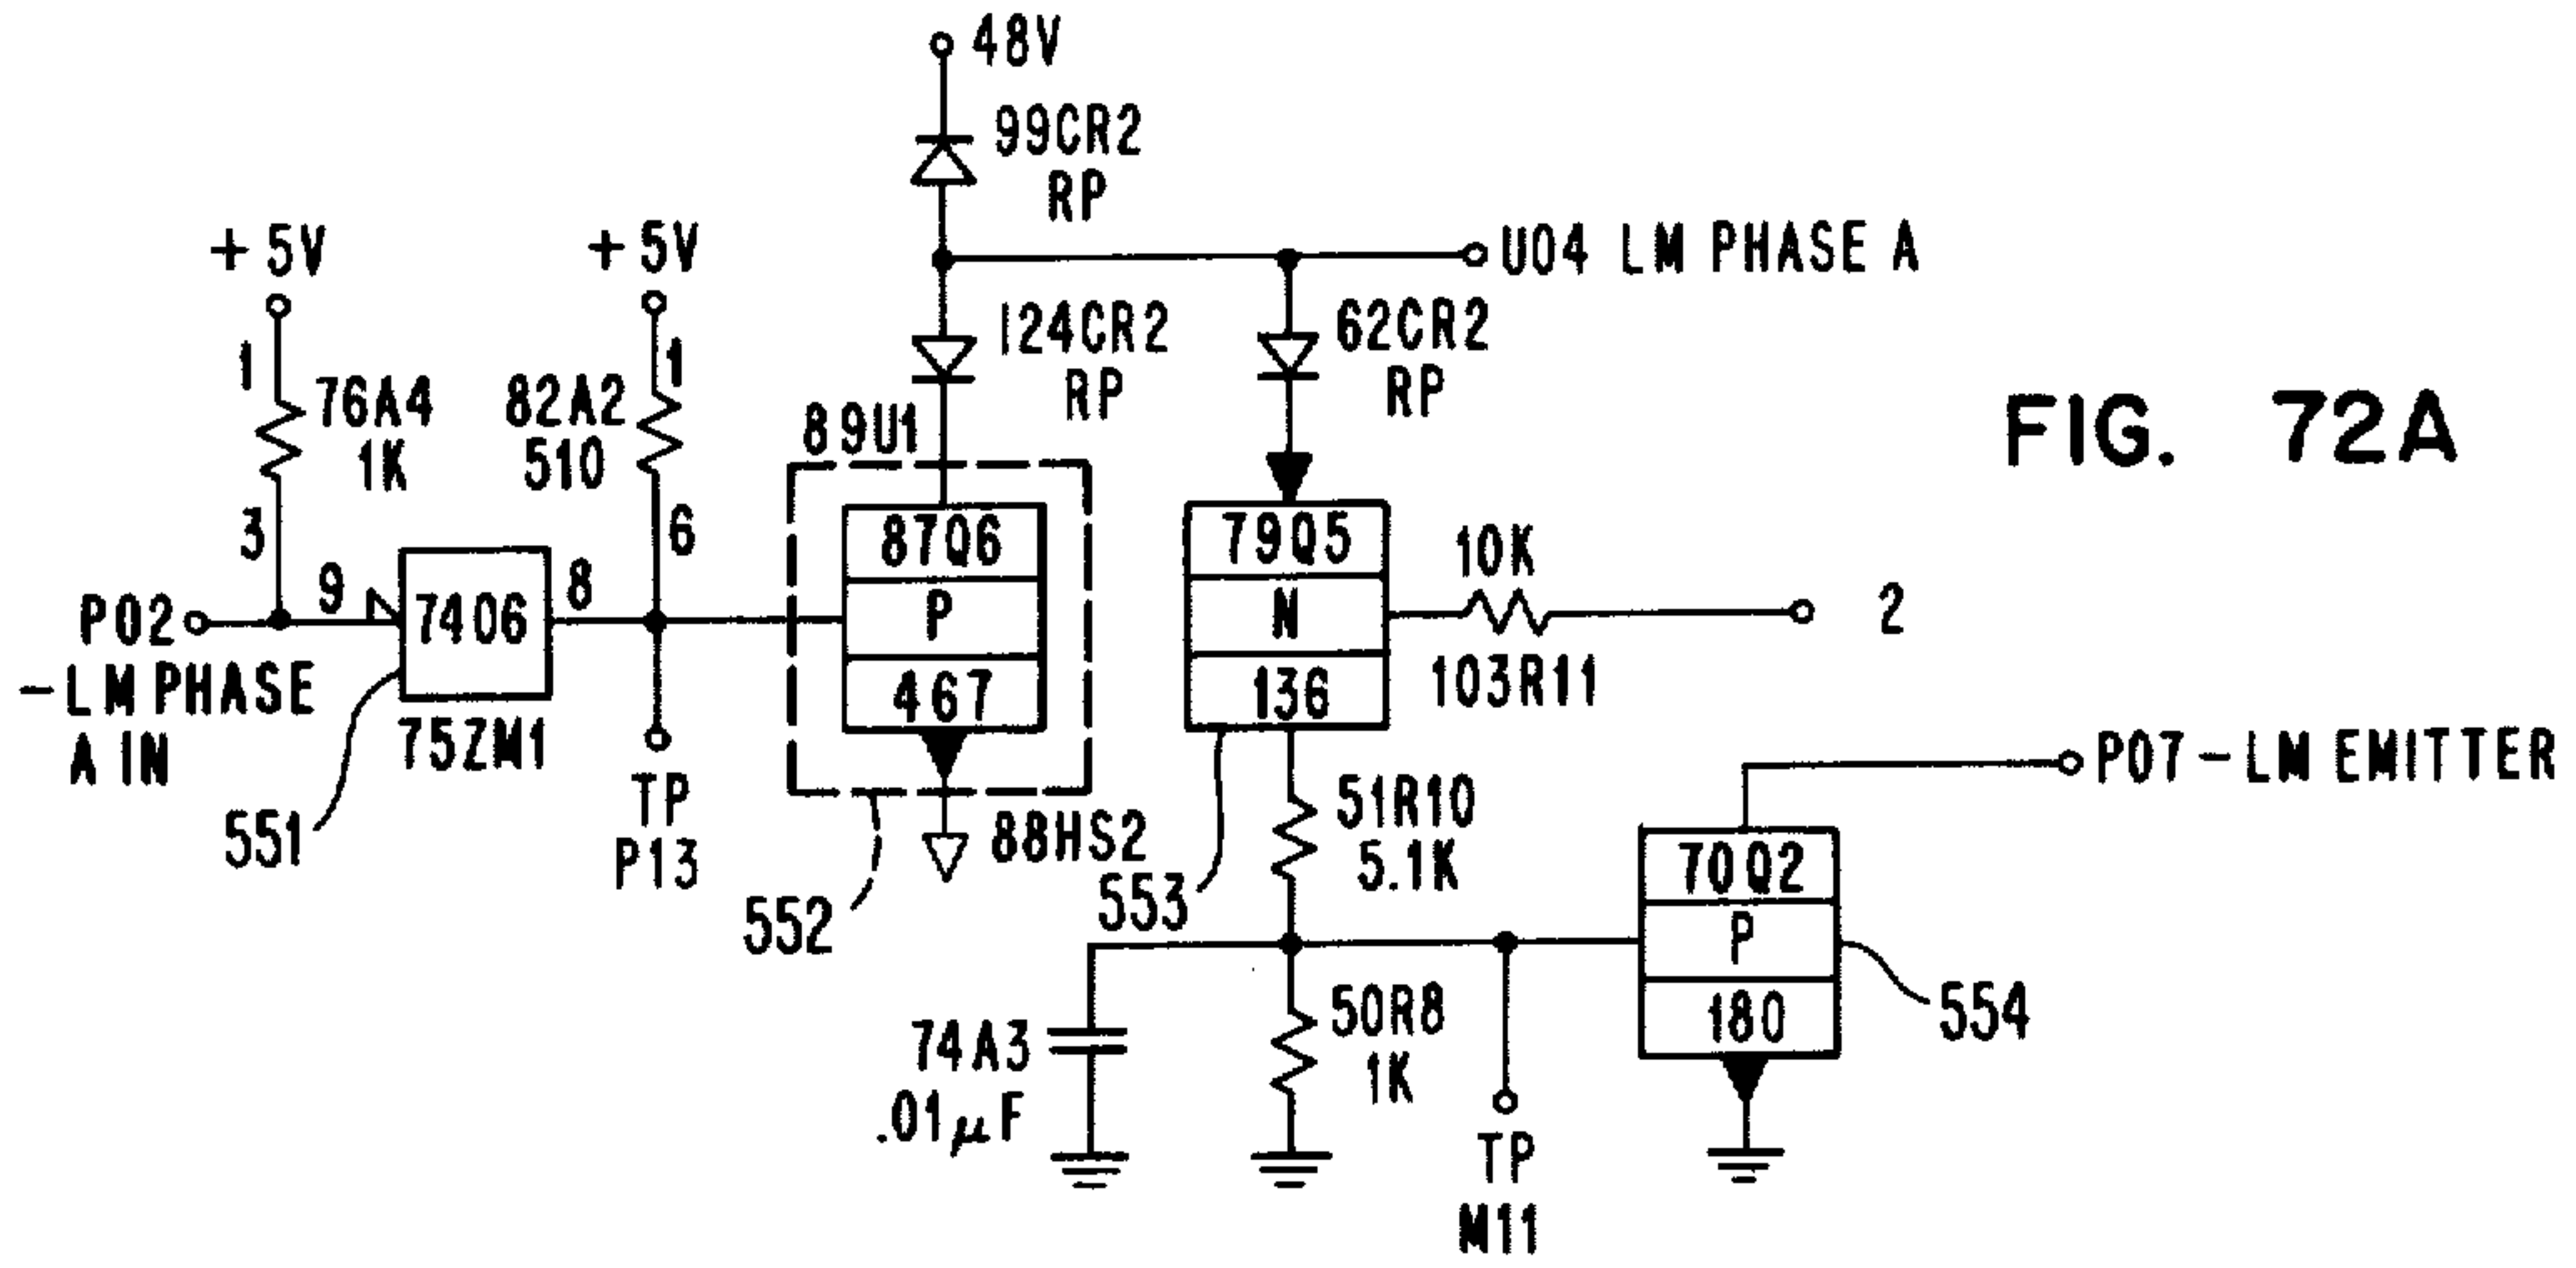 48V
99CR2
RP
+5V
+5V
U04 LM PHASE A
1
76A4
1K
3
82A2
510
1
6
124CR2
RP
62CR2
RP
FIG. 72A
89U1
P02
-LM PHASE
A IN
9
7406
8
75ZM1
551
TP
P13
87Q6
P
467
552
88HS2
79Q5
N
136
553
10K
103R11
2
51R10
5.1K
P07-LM EMITTER
70Q2
P
180
554
74A3
.01μF
50R8
1K
TP
M11